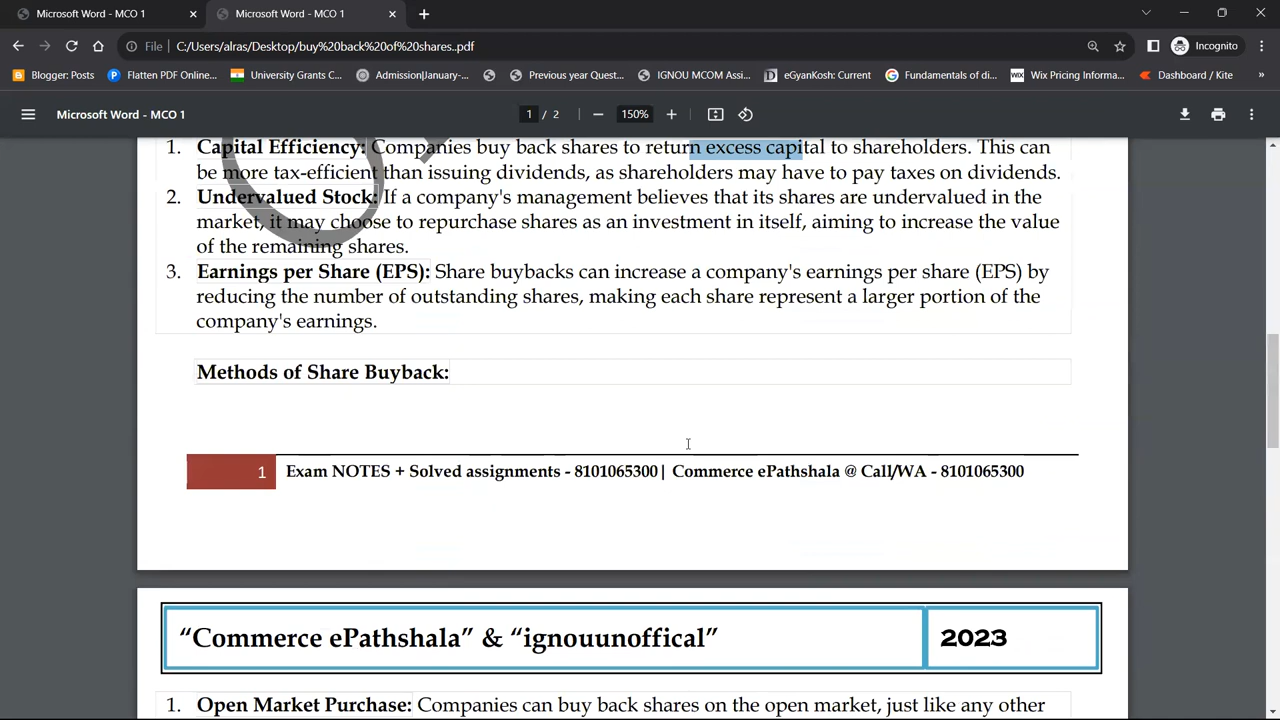 Microsoft Word - MCO 1
Microsoft Word - MCO 1
File
C:/Users/alras/Desktop/buy%20back%20of%20shares..pdf
Incognito
Blogger: Posts
Flatten PDF Online...
University Grants C...
Admission|January-...
Previous year Quest...
IGNOU MCOM Assi...
eGyanKosh: Current
Fundamentals of di...
WIX Wix Pricing Informa...
Dashboard / Kite
»
Microsoft Word - MCO 1
1 / 2
150%
1. Capital Efficiency: Companies buy back shares to return excess capital to shareholders. This can
be more tax-efficient than issuing dividends, as shareholders may have to pay taxes on dividends.
2. Undervalued Stock: If a company's management believes that its shares are undervalued in the
market, it may choose to repurchase shares as an investment in itself, aiming to increase the value
of the remaining shares.
3. Earnings per Share (EPS): Share buybacks can increase a company's earnings per share (EPS) by
reducing the number of outstanding shares, making each share represent a larger portion of the
company's earnings.
Methods of Share Buyback:
1 Exam NOTES + Solved assignments - 8101065300| Commerce ePathshala @ Call/WA - 8101065300
“Commerce ePathshala” & “ignouunoffical”
2023
1. Open Market Purchase: Companies can buy back shares on the open market, just like any other